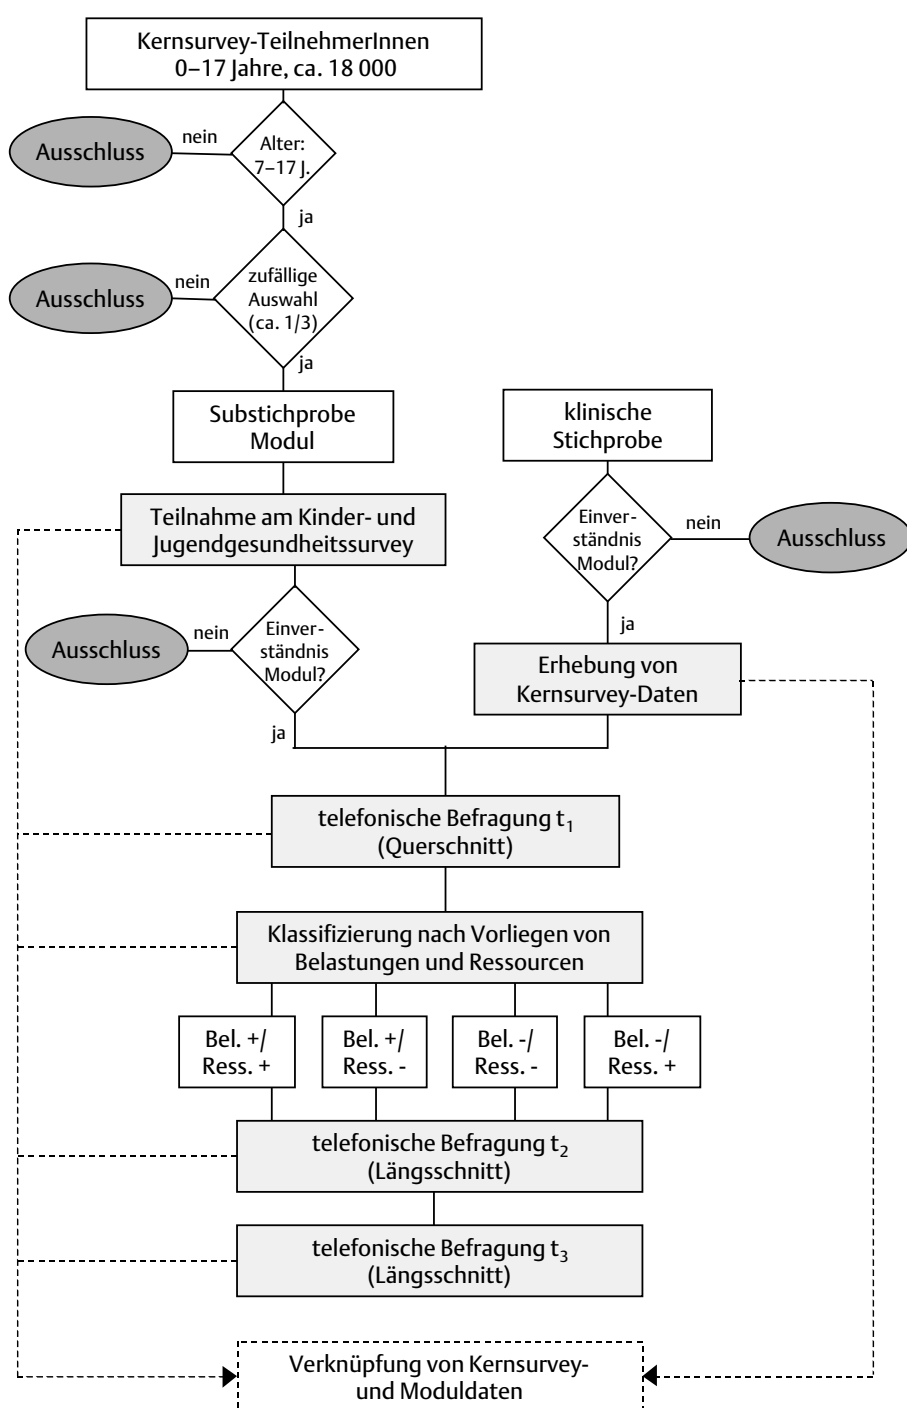 Kernsurvey-TeilnehmerInnen
0–17 Jahre, ca. 18 000
Ausschluss
nein
Alter:
7–17 J.
ja
Ausschluss
nein
zufällige
Auswahl
(ca. 1/3)
ja
Substichprobe
Modul
klinische
Stichprobe
Teilnahme am Kinder- und
Jugendgesundheitssurvey
Einver-
ständnis
Modul?
nein
Ausschluss
ja
Ausschluss
nein
Einver-
ständnis
Modul?
ja
Erhebung von
Kernsurvey-Daten
telefonische Befragung t₁
(Querschnitt)
Klassifizierung nach Vorliegen von
Belastungen und Ressourcen
Bel. +/
Ress. +
Bel. +/
Ress. -
Bel. -/
Ress. -
Bel. -/
Ress. +
telefonische Befragung t₂
(Längsschnitt)
telefonische Befragung t₃
(Längsschnitt)
Verknüpfung von Kernsurvey-
und Moduldaten